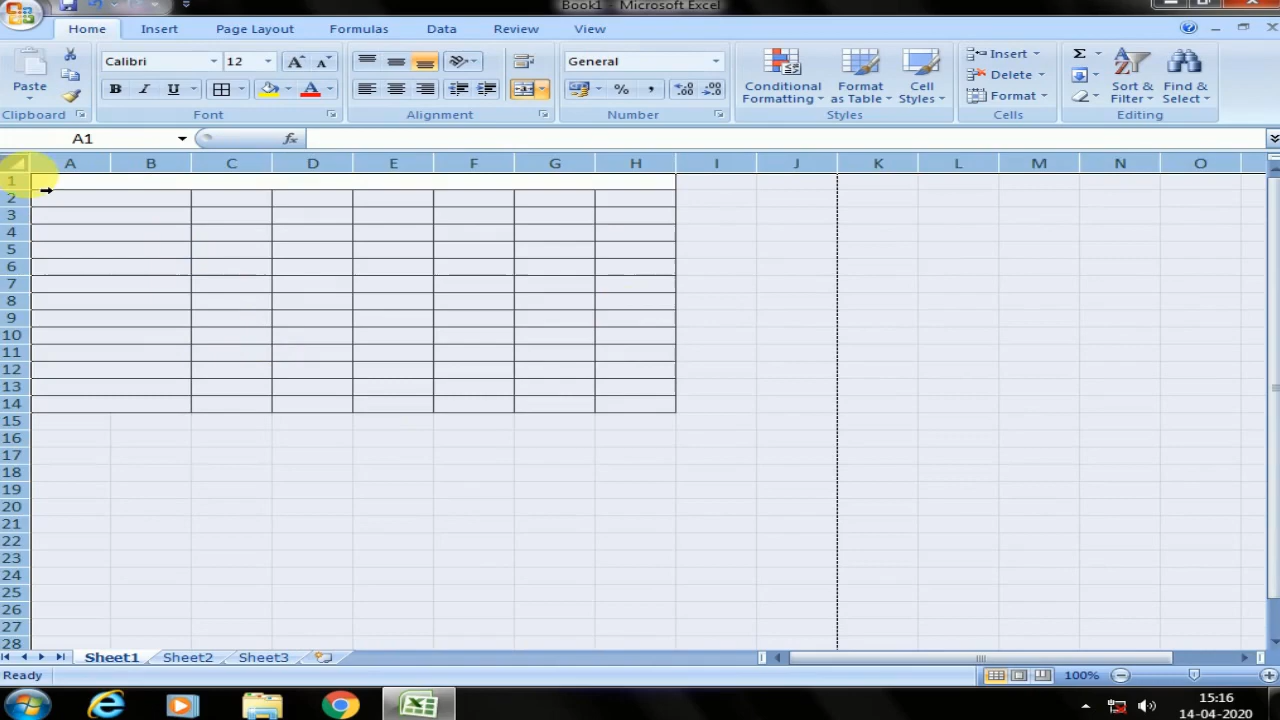 Book1 - Microsoft Excel
Home Insert Page Layout Formulas Data Review View
Calibri 12 General
Paste
B I U % ,
Conditional Formatting
Format as Table
Cell Styles
Insert
Delete
Format
Σ
Sort & Filter
Find & Select
Clipboard Font Alignment Number Styles Cells Editing
A1 fx
A B C D E F G H I J K L M N O
1
2
3
4
5
6
7
8
9
10
11
12
13
14
15
16
17
18
19
20
21
22
23
24
25
26
27
28
Sheet1 Sheet2 Sheet3
Ready 100%
15:16
14-04-2020